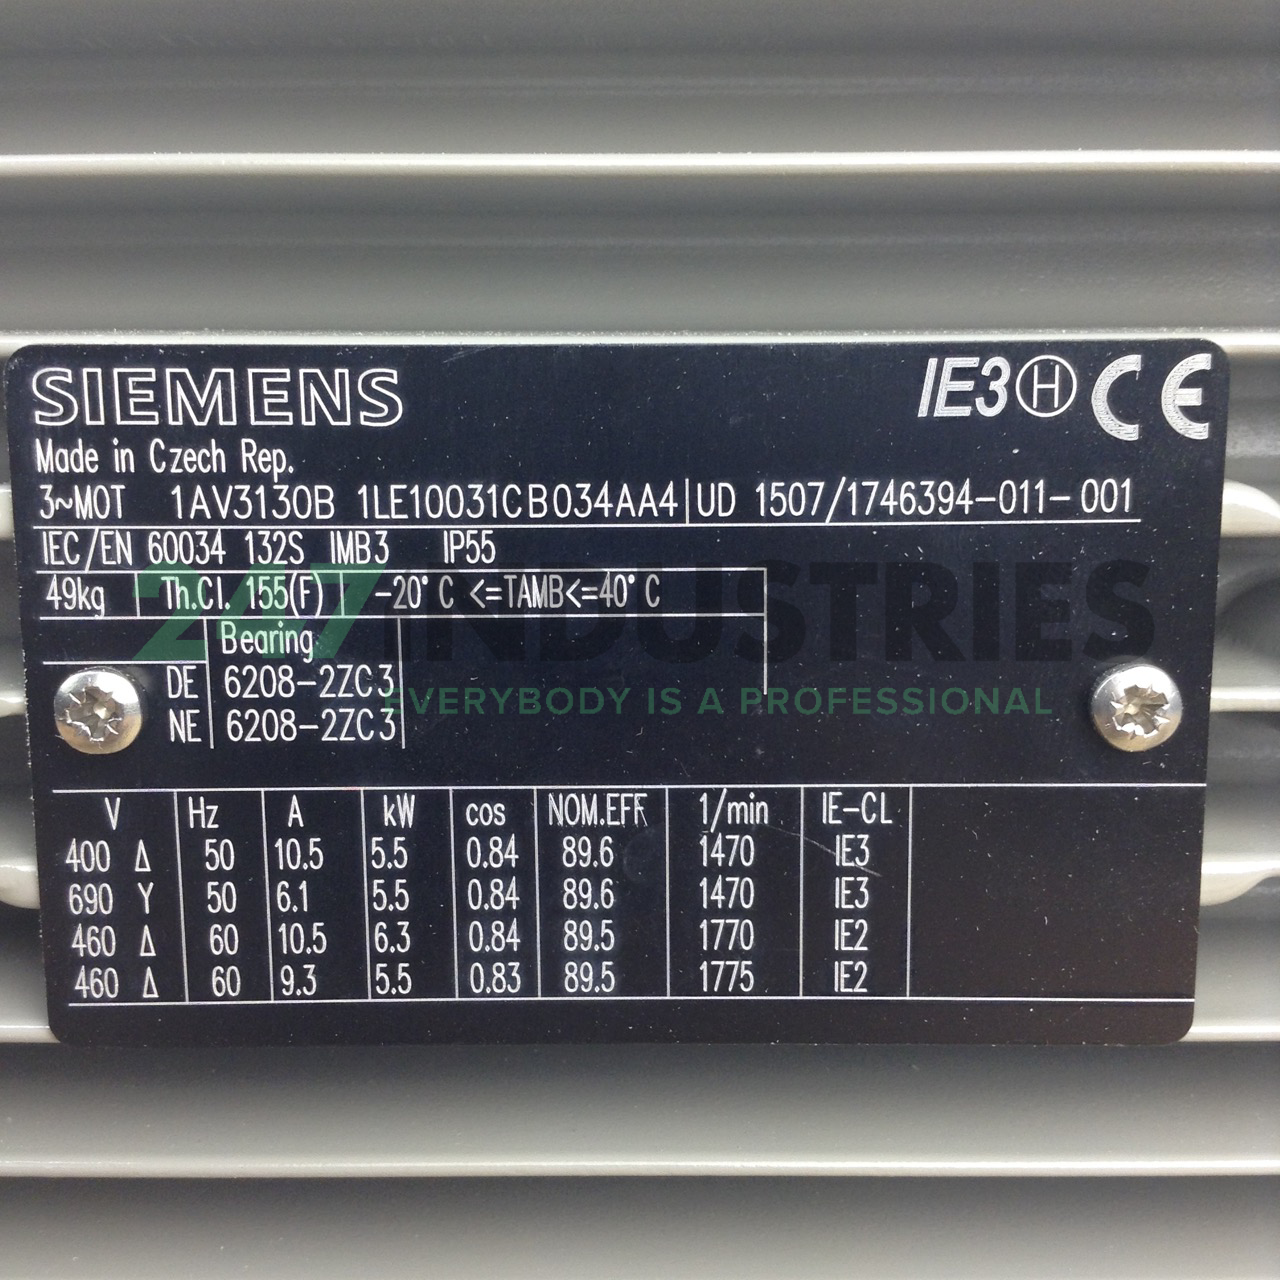 SIEMENS IE3 H CE
Made in Czech Rep.
3~MOT 1AV3130B 1LE10031CB034AA4 UD 1507/1746394-011-001
IEC/EN 60034 132S IMB3 IP55
49kg Th.Cl. 155(F) -20°C <=TAMB<=40°C
247 INDUSTRIES
EVERYBODY IS A PROFESSIONAL
Bearing
DE 6208-2ZC3
NE 6208-2ZC3
V Hz A kW cos NOM.EFF 1/min IE-CL
400 Δ 50 10.5 5.5 0.84 89.6 1470 IE3
690 Y 50 6.1 5.5 0.84 89.6 1470 IE3
460 Δ 60 10.5 6.3 0.84 89.5 1770 IE2
460 Δ 60 9.3 5.5 0.83 89.5 1775 IE2